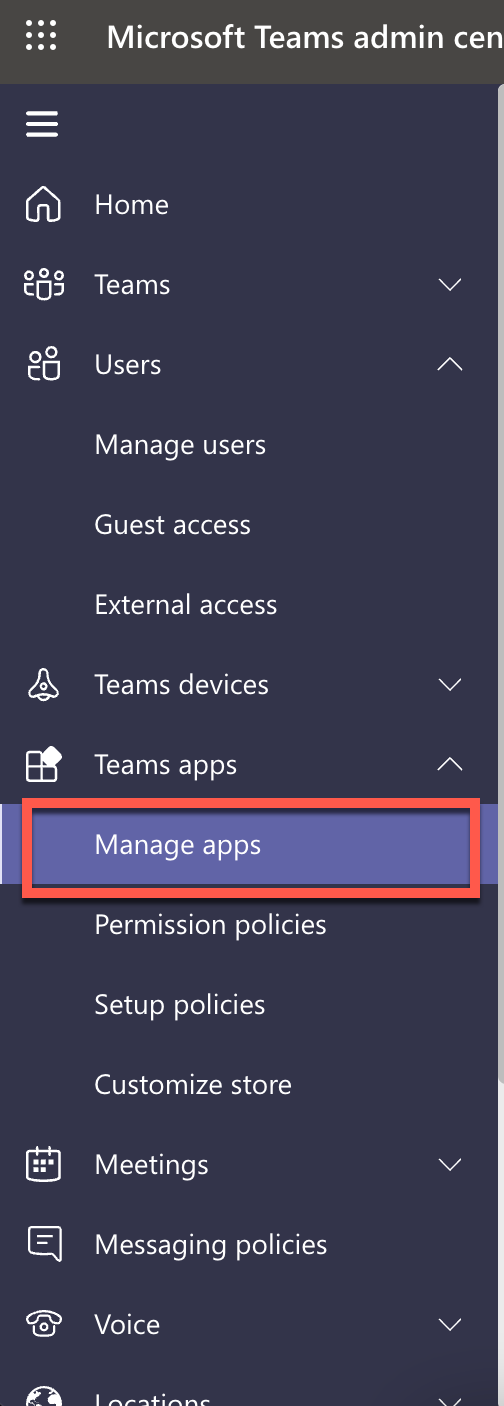 Microsoft Teams admin cen
Home
Teams
Users
Manage users
Guest access
External access
Teams devices
Teams apps
Manage apps
Permission policies
Setup policies
Customize store
Meetings
Messaging policies
Voice
Locations